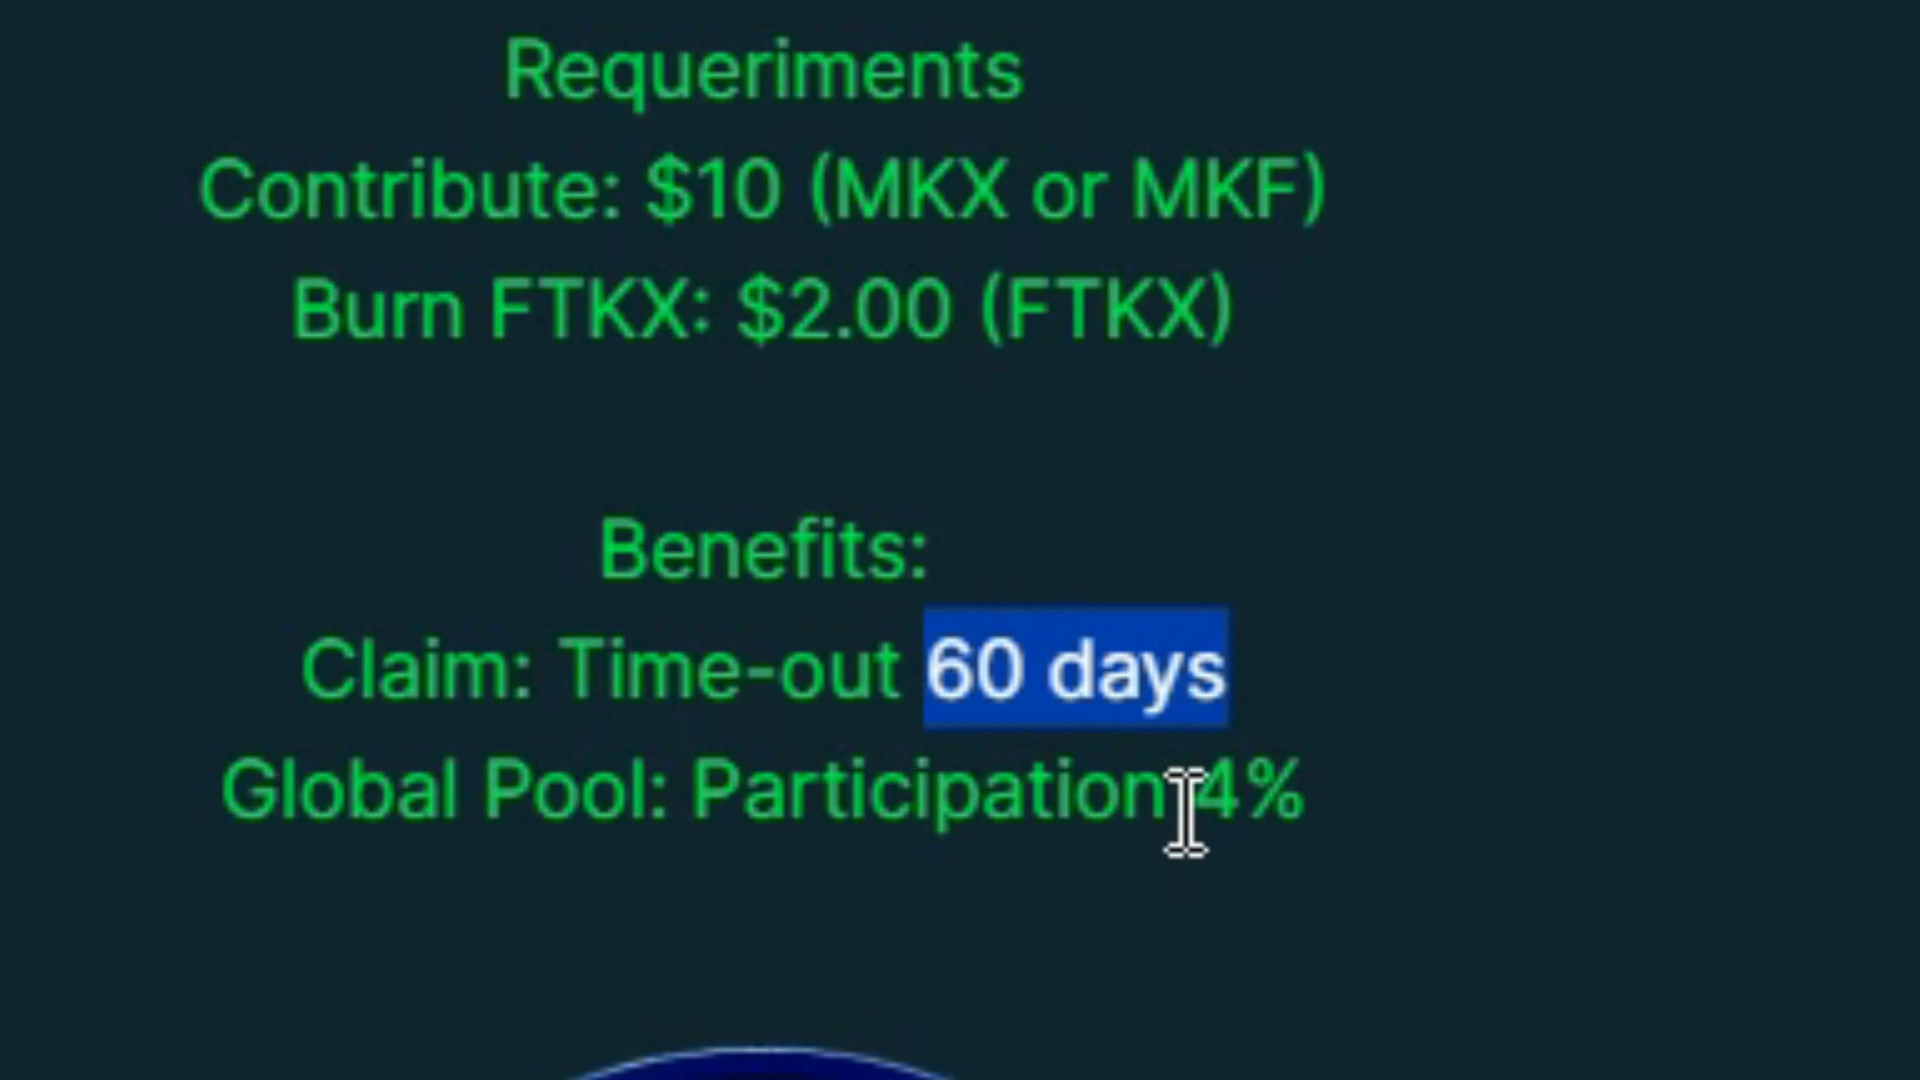 Requeriments
Contribute: $10 (MKX or MKF)
Burn FTKX: $2.00 (FTKX)
Benefits:
Claim: Time-out 60 days
Global Pool: Participation 4%